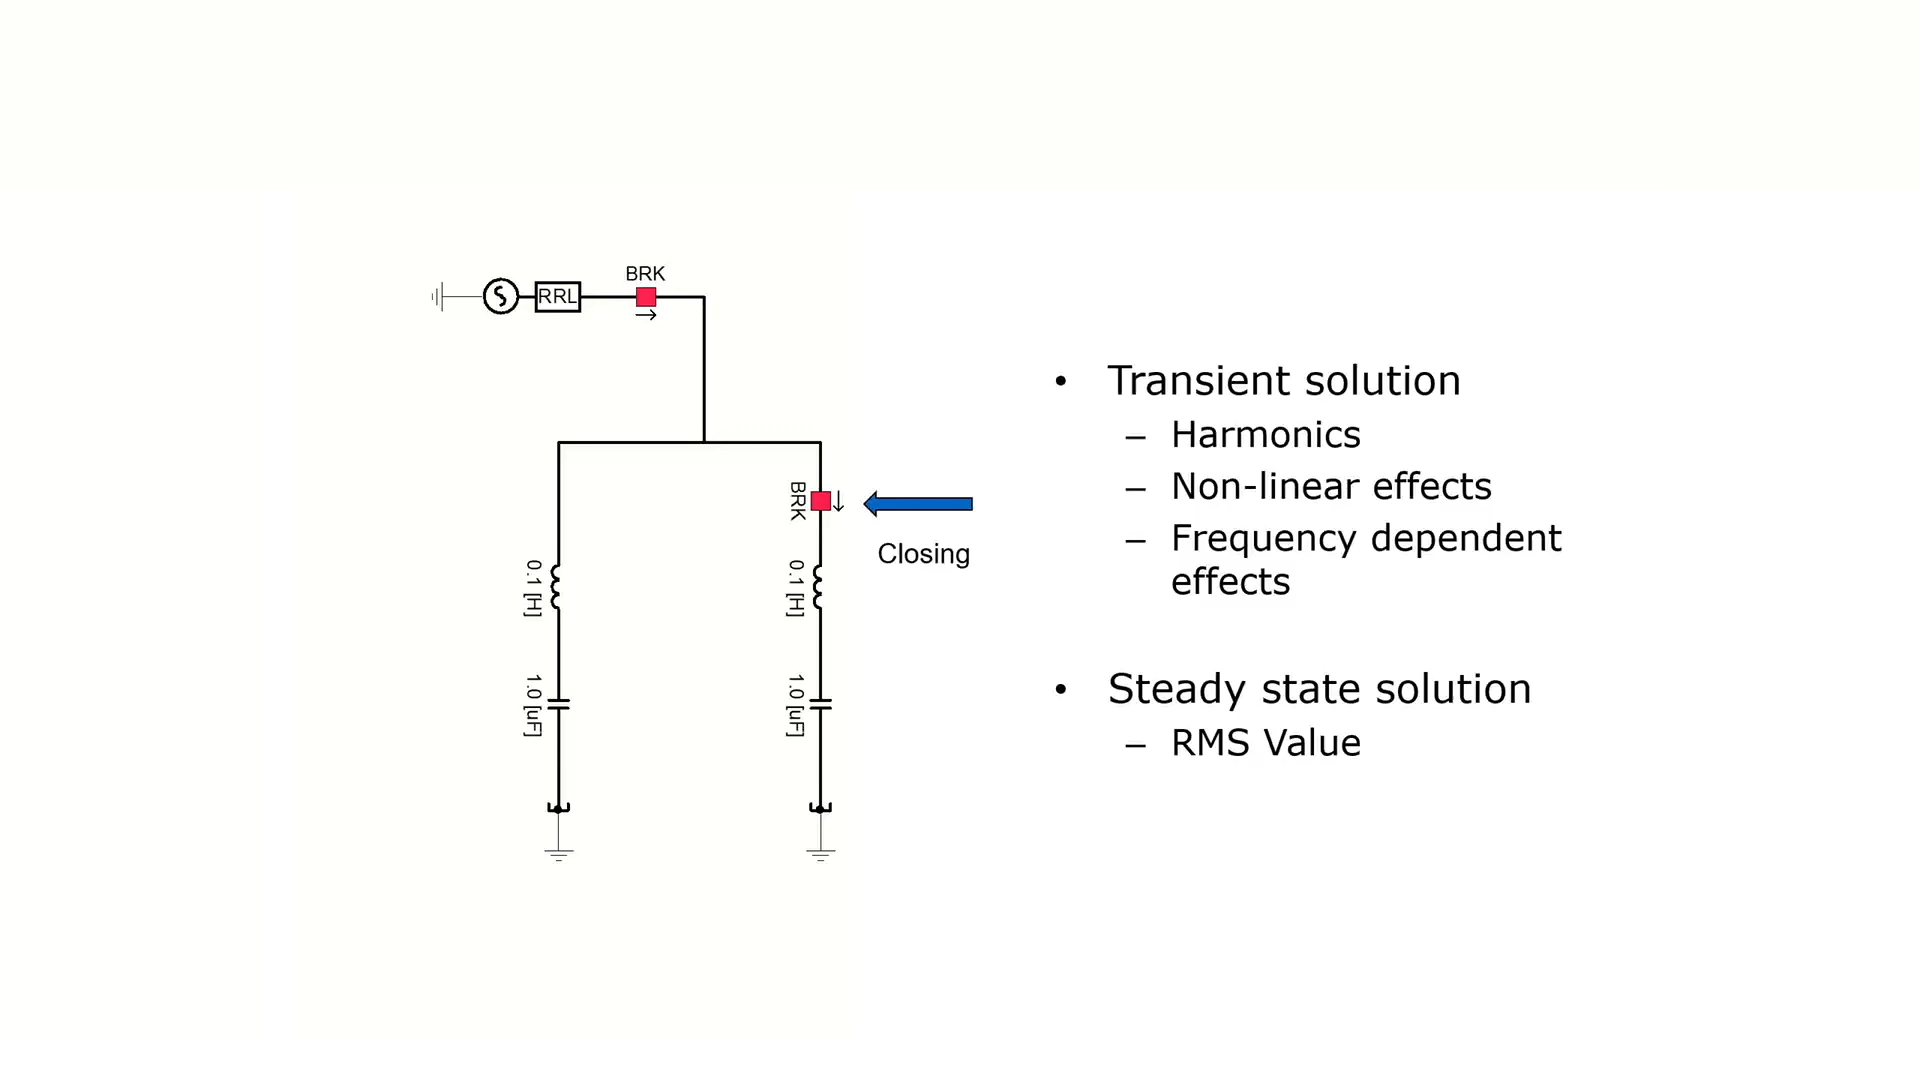 BRK
RRL
BRK
Closing
0.1 [H]
0.1 [H]
1.0 [uF]
1.0 [uF]
• Transient solution
– Harmonics
– Non-linear effects
– Frequency dependent
effects
• Steady state solution
– RMS Value